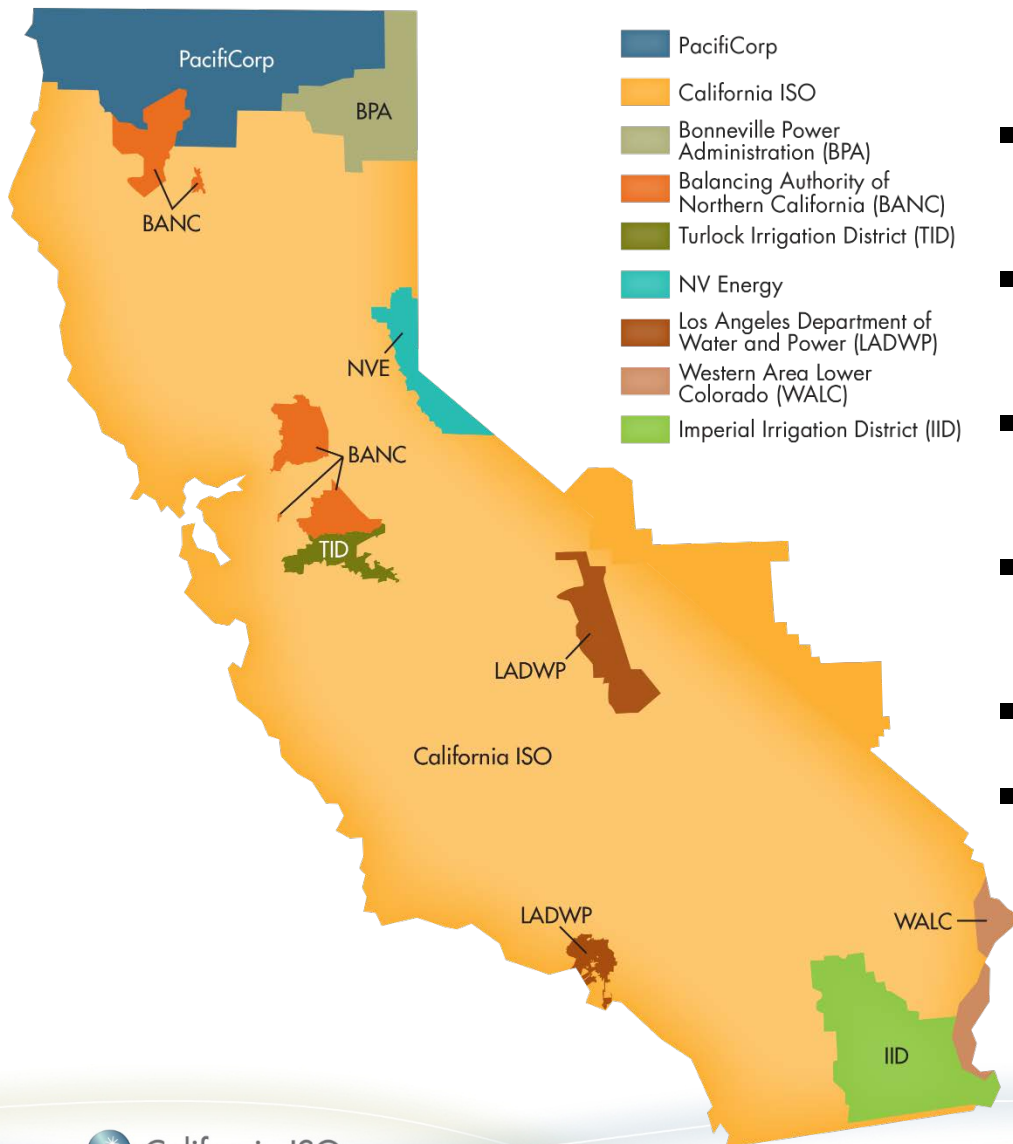 PacifiCorp
BPA
BANC
NVE
BANC
TID
LADWP
California ISO
LADWP
WALC
IID
PacifiCorp
California ISO
Bonneville Power
Administration (BPA)
Balancing Authority of
Northern California (BANC)
Turlock Irrigation District (TID)
NV Energy
Los Angeles Department of
Water and Power (LADWP)
Western Area Lower
Colorado (WALC)
Imperial Irrigation District (IID)
California ISO